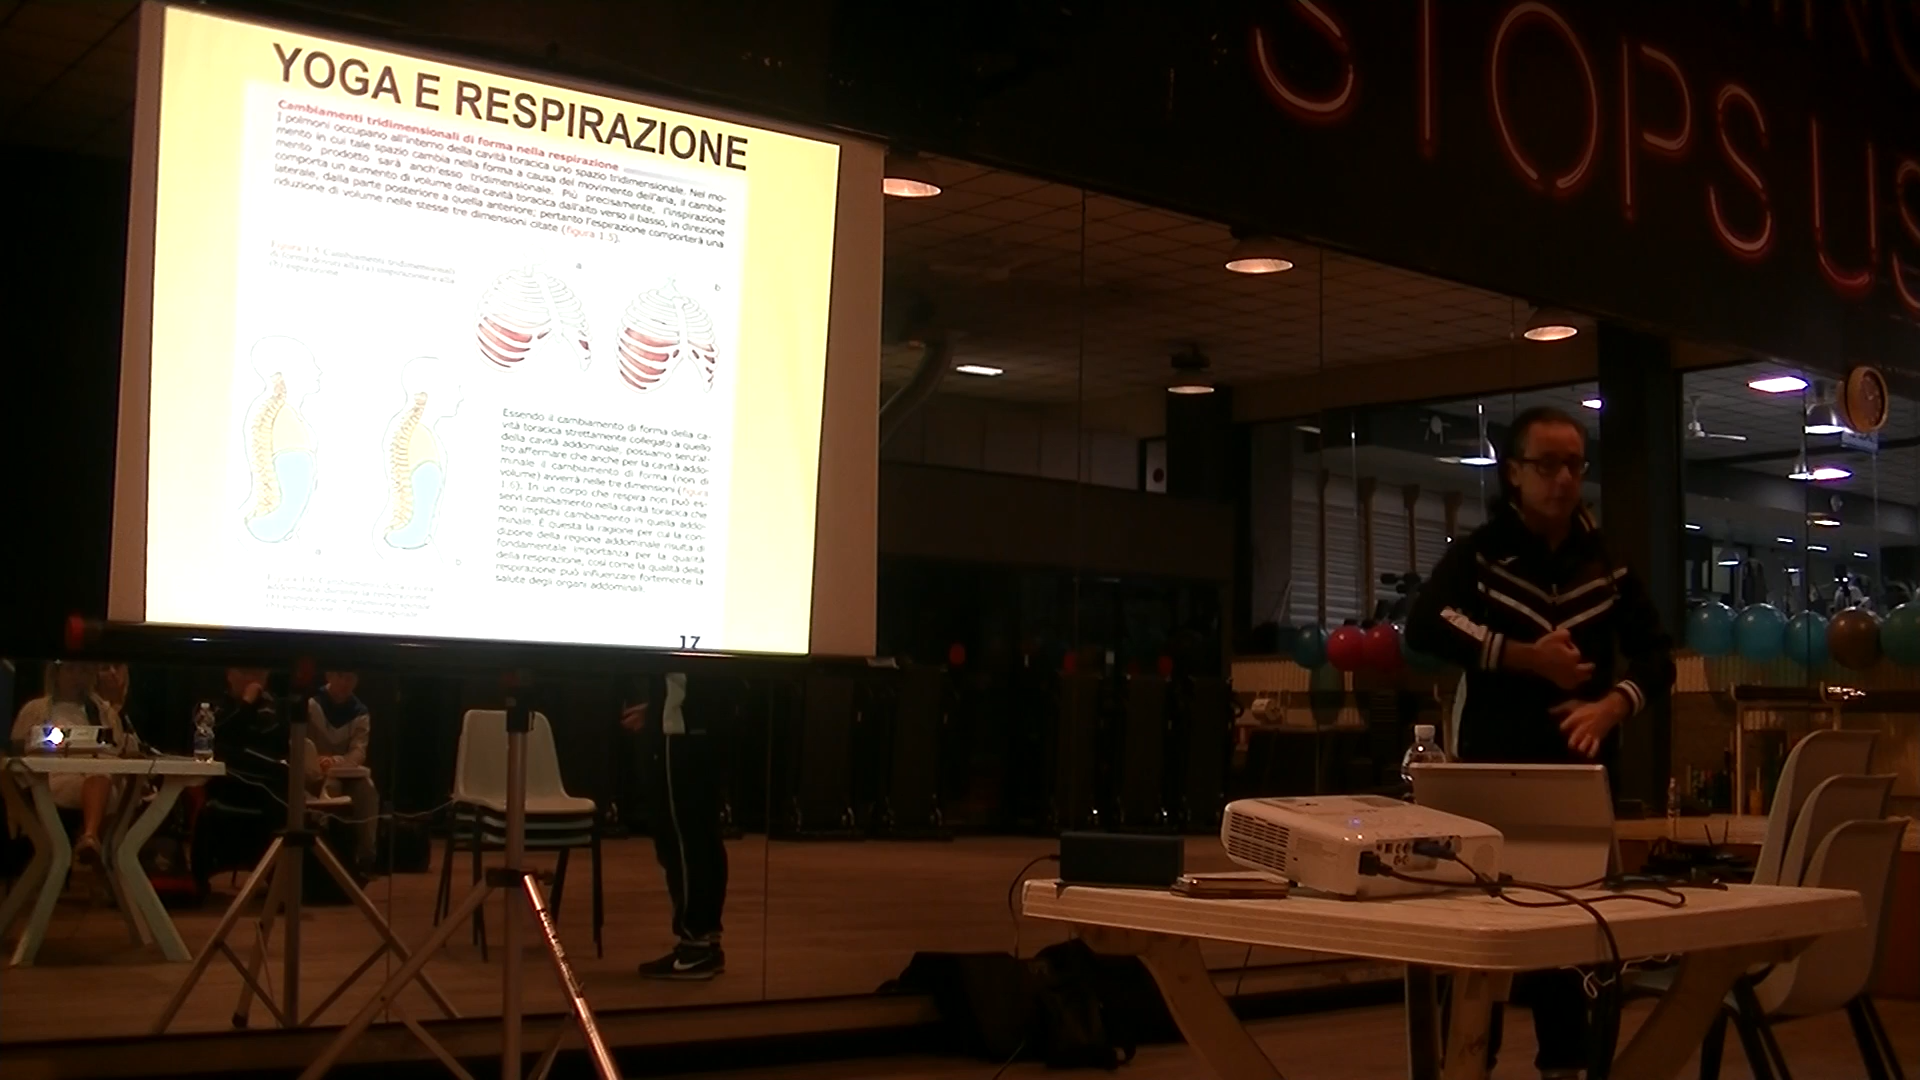 STOPS US
YOGA E RESPIRAZIONE
Cambiamenti tridimensionali di forma nella respirazione
I polmoni occupano all'interno della cavità toracica uno spazio tridimensionale. Nel mo-
mento in cui tale spazio cambia nella forma a causa del movimento dell'aria, il cambia-
mento prodotto sarà anch'esso tridimensionale. Più precisamente, l'inspirazione
comporta un aumento di volume della cavità toracica dall'alto verso il basso, in direzione
laterale, dalla parte posteriore a quella anteriore; pertanto l'espirazione comporterà una
riduzione di volume nelle stesse tre dimensioni citate (figura 1.5).
Figura 1.5 Cambiamenti tridimensionali
a
b
Essendo il cambiamento di forma della ca-
vità toracica strettamente collegato a quello
della cavità addominale, possiamo senz'al-
tro affermare che anche per la cavità addo-
minale il cambiamento di forma (non di
volume) avverrà nelle tre dimensioni (figura
1.6). In un corpo che respira non può es-
servi cambiamento nella cavità toracica che
non implichi cambiamento in quella addo-
minale. È questa la ragione per cui la con-
dizione della regione addominale risulta di
fondamentale importanza per la qualità
della respirazione, così come la qualità della
respirazione può influenzare fortemente la
salute degli organi addominali.
a
b
17